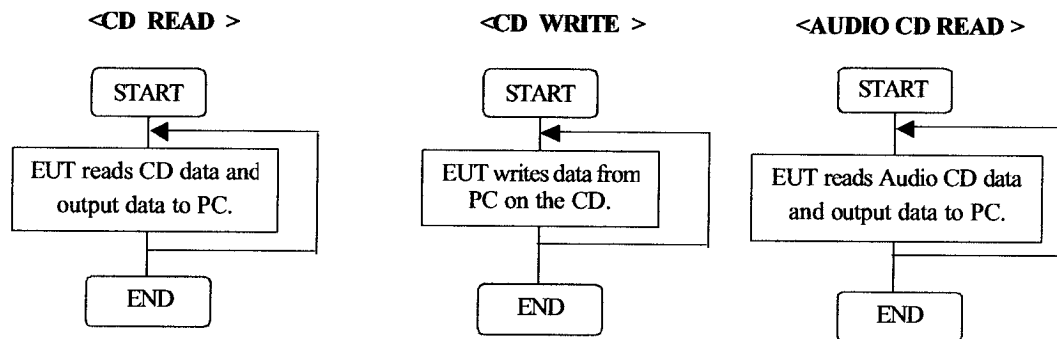 <CD READ >
START
EUT reads CD data and
output data to PC.
END
<CD WRITE >
START
EUT writes data from
PC on the CD.
END
<AUDIO CD READ >
START
EUT reads Audio CD data
and output data to PC.
END